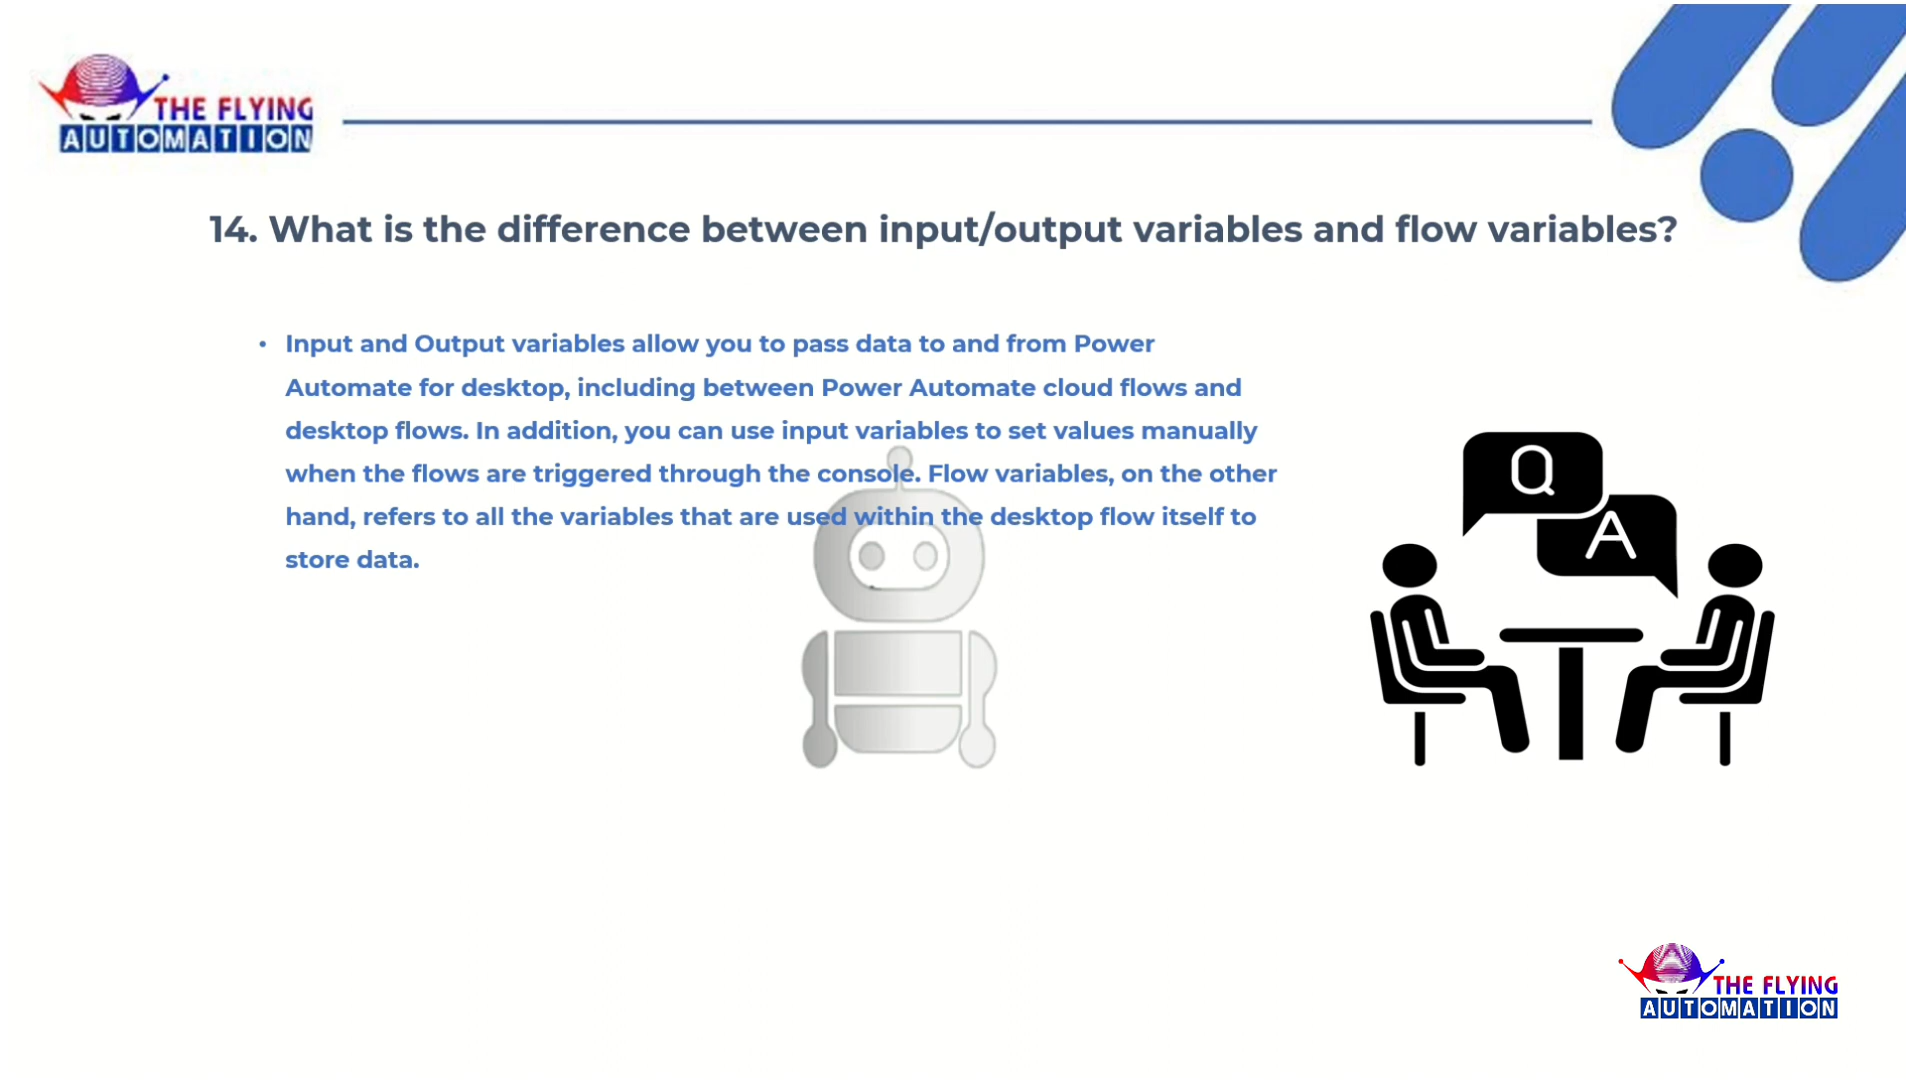 THE FLYING
AUTOMATION
14. What is the difference between input/output variables and flow variables?
• Input and Output variables allow you to pass data to and from Power
Automate for desktop, including between Power Automate cloud flows and
desktop flows. In addition, you can use input variables to set values manually
when the flows are triggered through the console. Flow variables, on the other
hand, refers to all the variables that are used within the desktop flow itself to
store data.
Q
A
THE FLYING
AUTOMATION